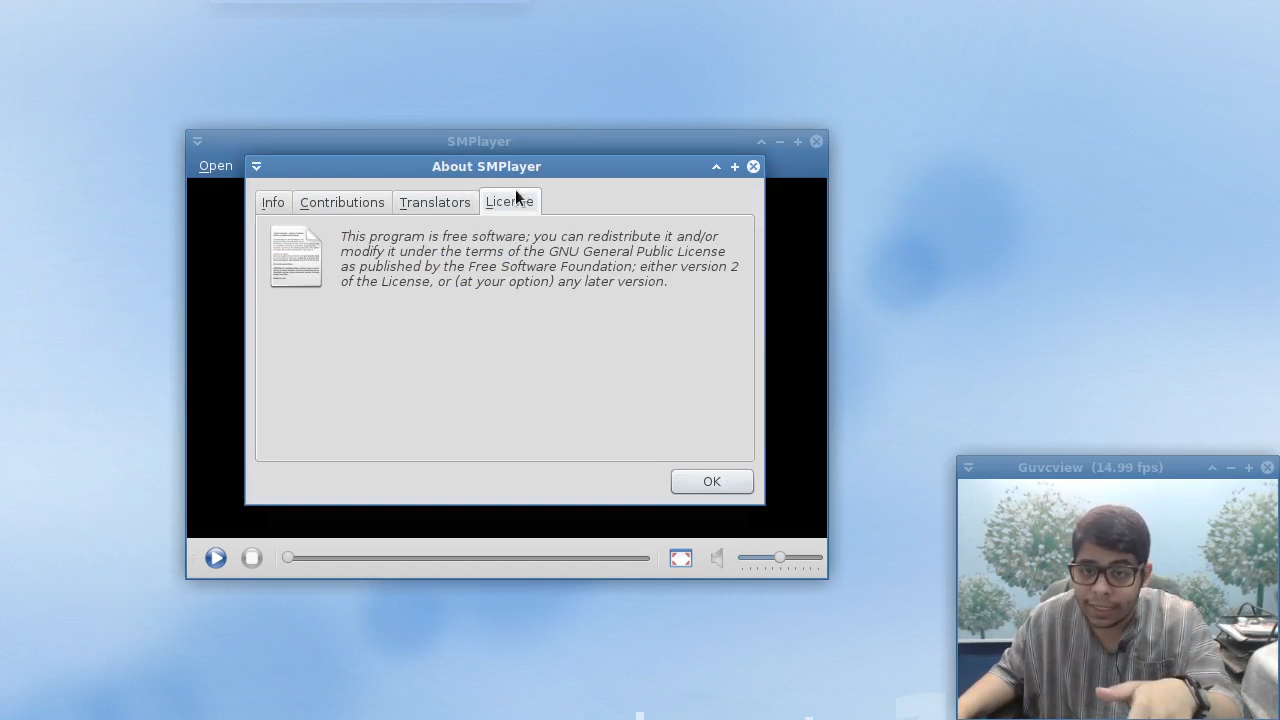 SMPlayer
Open
About SMPlayer
Info
Contributions
Translators
License
This program is free software; you can redistribute it and/or
modify it under the terms of the GNU General Public License
as published by the Free Software Foundation; either version 2
of the License, or (at your option) any later version.
OK
Guvcview (14.99 fps)